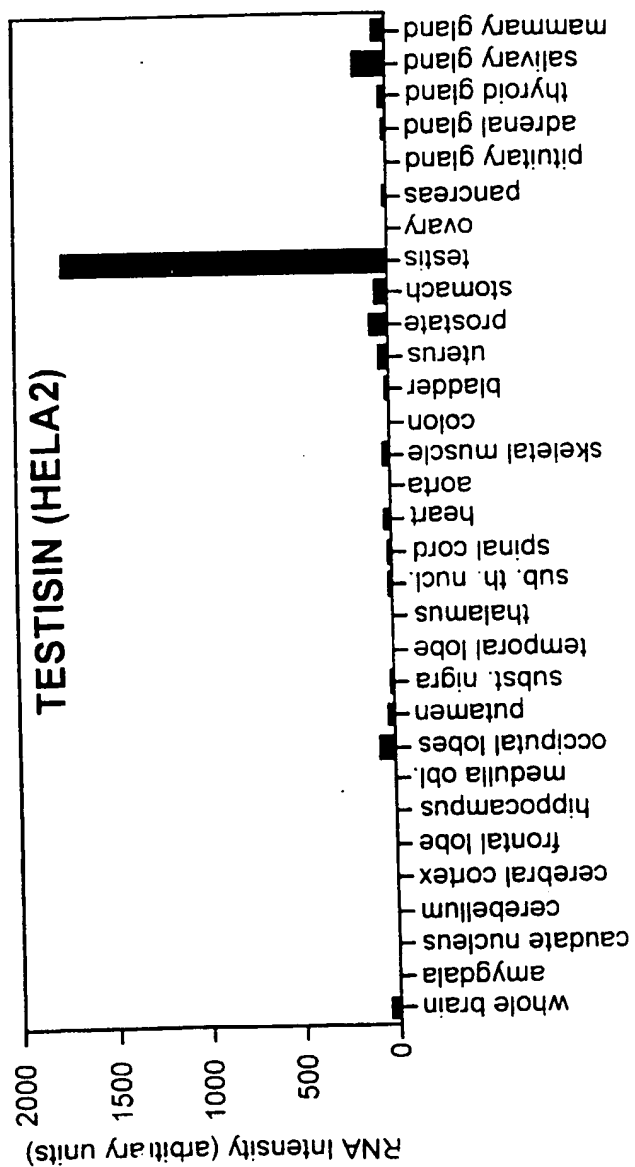 TESTISIN (HELA2)
RNA Intensity (arbitrary units)
2000
1500
1000
500
0
whole brain
amygdala
caudate nucleus
cerebellum
cerebral cortex
frontal lobe
hippocampus
medulla obl.
occiputal lobes
putamen
subst. nigra
temporal lobe
thalamus
sub. th. nucl.
spinal cord
heart
aorta
skeletal muscle
colon
bladder
uterus
prostate
stomach
testis
ovary
pancreas
pituitary gland
adrenal gland
thyroid gland
salivary gland
mammary gland